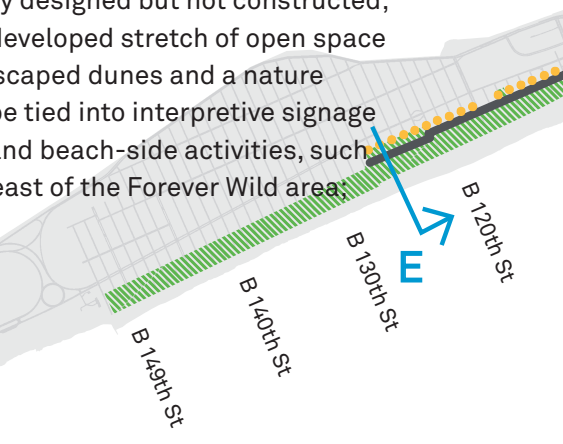 y designed but not constructed;
developed stretch of open space
scaped dunes and a nature
be tied into interpretive signage
and beach-side activities, such
east of the Forever Wild area;
B 120th St
E
B 130th St
B 140th St
B 149th St